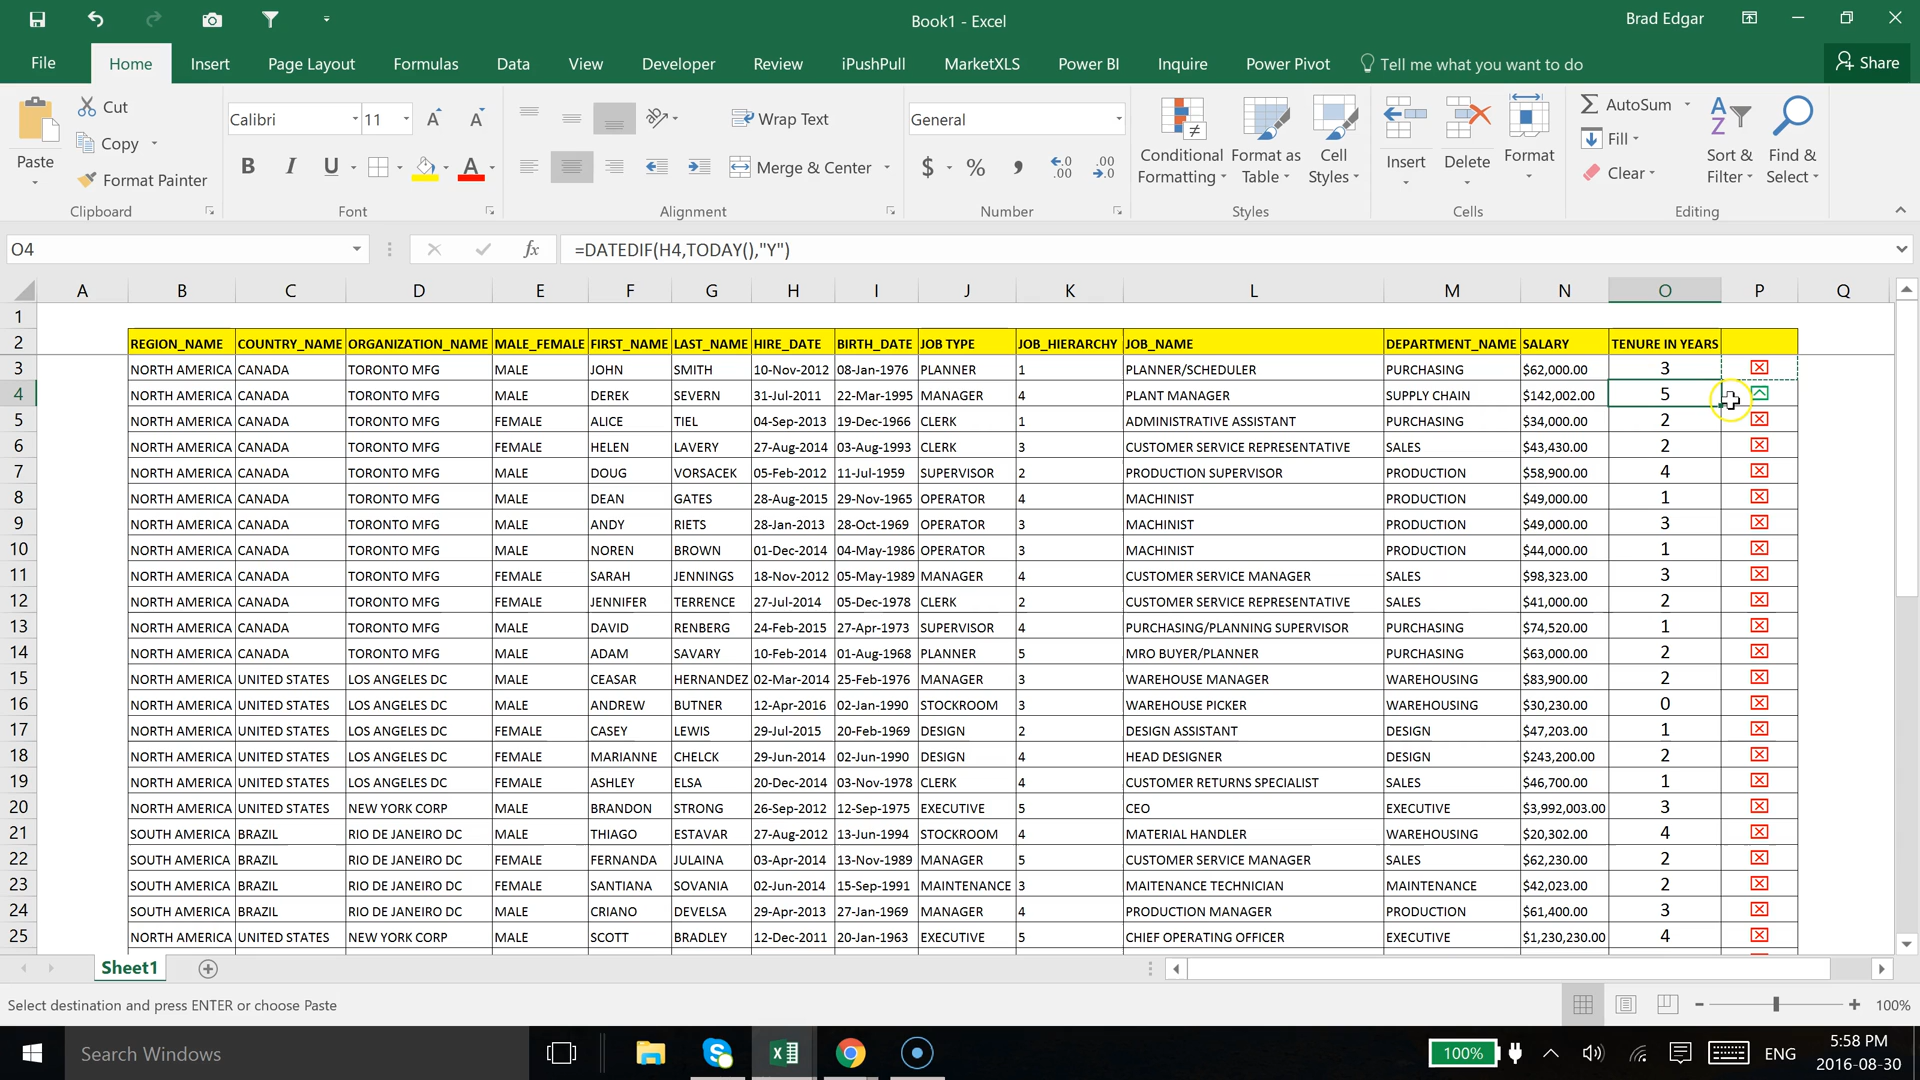 Book1 - Excel
Brad Edgar
File Home Insert Page Layout Formulas Data View Developer Review iPushPull MarketXLS Power BI Inquire Power Pivot Tell me what you want to do Share
Paste
Cut
Copy
Format Painter
Clipboard
Calibri 11
B I U A
Font
Wrap Text
Merge & Center
Alignment
General
$ % , .0 .00 .00 .0
Number
Conditional Formatting
Format as Table
Cell Styles
Styles
Insert Delete Format
Cells
AutoSum
Fill
Clear
Sort & Filter
Find & Select
Editing
O4 fx =DATEDIF(H4,TODAY(),"Y")
A B C D E F G H I J K L M N O P Q
1
2 REGION_NAME COUNTRY_NAME ORGANIZATION_NAME MALE_FEMALE FIRST_NAME LAST_NAME HIRE_DATE BIRTH_DATE JOB TYPE JOB_HIERARCHY JOB_NAME DEPARTMENT_NAME SALARY TENURE IN YEARS
3 NORTH AMERICA CANADA TORONTO MFG MALE JOHN SMITH 10-Nov-2012 08-Jan-1976 PLANNER 1 PLANNER/SCHEDULER PURCHASING $62,000.00 3
4 NORTH AMERICA CANADA TORONTO MFG MALE DEREK SEVERN 31-Jul-2011 22-Mar-1995 MANAGER 4 PLANT MANAGER SUPPLY CHAIN $142,002.00 5
5 NORTH AMERICA CANADA TORONTO MFG FEMALE ALICE TIEL 04-Sep-2013 19-Dec-1966 CLERK 1 ADMINISTRATIVE ASSISTANT PURCHASING $34,000.00 2
6 NORTH AMERICA CANADA TORONTO MFG FEMALE HELEN LAVERY 27-Aug-2014 03-Aug-1993 CLERK 3 CUSTOMER SERVICE REPRESENTATIVE SALES $43,430.00 2
7 NORTH AMERICA CANADA TORONTO MFG MALE DOUG VORSACEK 05-Feb-2012 11-Jul-1959 SUPERVISOR 2 PRODUCTION SUPERVISOR PRODUCTION $58,900.00 4
8 NORTH AMERICA CANADA TORONTO MFG MALE DEAN GATES 28-Aug-2015 29-Nov-1965 OPERATOR 4 MACHINIST PRODUCTION $49,000.00 1
9 NORTH AMERICA CANADA TORONTO MFG MALE ANDY RIETS 28-Jan-2013 28-Oct-1969 OPERATOR 3 MACHINIST PRODUCTION $49,000.00 3
10 NORTH AMERICA CANADA TORONTO MFG MALE NOREN BROWN 01-Dec-2014 04-May-1986 OPERATOR 3 MACHINIST PRODUCTION $44,000.00 1
11 NORTH AMERICA CANADA TORONTO MFG FEMALE SARAH JENNINGS 18-Nov-2012 05-May-1989 MANAGER 4 CUSTOMER SERVICE MANAGER SALES $98,323.00 3
12 NORTH AMERICA CANADA TORONTO MFG FEMALE JENNIFER TERRENCE 27-Jul-2014 05-Dec-1978 CLERK 2 CUSTOMER SERVICE REPRESENTATIVE SALES $41,000.00 2
13 NORTH AMERICA CANADA TORONTO MFG MALE DAVID RENBERG 24-Feb-2015 27-Apr-1973 SUPERVISOR 4 PURCHASING/PLANNING SUPERVISOR PURCHASING $74,520.00 1
14 NORTH AMERICA CANADA TORONTO MFG MALE ADAM SAVARY 10-Feb-2014 01-Aug-1968 PLANNER 5 MRO BUYER/PLANNER PURCHASING $63,000.00 2
15 NORTH AMERICA UNITED STATES LOS ANGELES DC MALE CEASAR HERNANDEZ 02-Mar-2014 25-Feb-1976 MANAGER 3 WAREHOUSE MANAGER WAREHOUSING $83,900.00 2
16 NORTH AMERICA UNITED STATES LOS ANGELES DC MALE ANDREW BUTNER 12-Apr-2016 02-Jan-1990 STOCKROOM 3 WAREHOUSE PICKER WAREHOUSING $30,230.00 0
17 NORTH AMERICA UNITED STATES LOS ANGELES DC FEMALE CASEY LEWIS 29-Jul-2015 20-Feb-1969 DESIGN 2 DESIGN ASSISTANT DESIGN $47,203.00 1
18 NORTH AMERICA UNITED STATES LOS ANGELES DC FEMALE MARIANNE CHELCK 29-Jun-2014 02-Jun-1990 DESIGN 4 HEAD DESIGNER DESIGN $243,200.00 2
19 NORTH AMERICA UNITED STATES LOS ANGELES DC FEMALE ASHLEY ELSA 20-Dec-2014 03-Nov-1978 CLERK 4 CUSTOMER RETURNS SPECIALIST SALES $46,700.00 1
20 NORTH AMERICA UNITED STATES NEW YORK CORP MALE BRANDON STRONG 26-Sep-2012 12-Sep-1975 EXECUTIVE 5 CEO EXECUTIVE $3,992,003.00 3
21 SOUTH AMERICA BRAZIL RIO DE JANEIRO DC MALE THIAGO ESTAVAR 27-Aug-2012 13-Jun-1994 STOCKROOM 4 MATERIAL HANDLER WAREHOUSING $20,302.00 4
22 SOUTH AMERICA BRAZIL RIO DE JANEIRO DC FEMALE FERNANDA JULAINA 03-Apr-2014 13-Nov-1989 MANAGER 5 CUSTOMER SERVICE MANAGER SALES $62,230.00 2
23 SOUTH AMERICA BRAZIL RIO DE JANEIRO DC FEMALE SANTIANA SOVANIA 02-Jun-2014 15-Sep-1991 MAINTENANCE 3 MAITENANCE TECHNICIAN MAINTENANCE $42,023.00 2
24 SOUTH AMERICA BRAZIL RIO DE JANEIRO DC MALE CRIANO DEVELSA 29-Apr-2013 27-Jan-1969 MANAGER 4 PRODUCTION MANAGER PRODUCTION $61,400.00 3
25 NORTH AMERICA UNITED STATES NEW YORK CORP MALE SCOTT BRADLEY 12-Dec-2011 20-Jan-1963 EXECUTIVE 5 CHIEF OPERATING OFFICER EXECUTIVE $1,230,230.00 4
Sheet1
Select destination and press ENTER or choose Paste
100%
Search Windows
100%
ENG
5:58 PM
2016-08-30